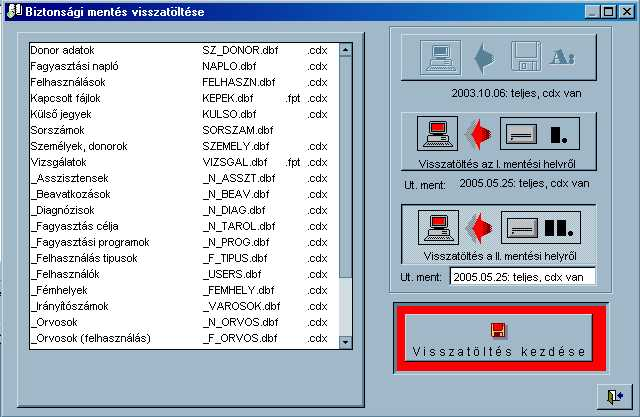 Biztonsági mentés visszatöltése
Donor adatok SZ_DONOR.dbf .cdx
Fagyasztási napló NAPLO.dbf .cdx
Felhasználások FELHASZN.dbf .cdx
Kapcsolt fájlok KEPEK.dbf .fpt .cdx
Külső jegyek KULSO.dbf .cdx
Sorszámok SORSZAM.dbf
Személyek, donorok SZEMELY.dbf .cdx
Vizsgálatok VIZSGAL.dbf .fpt .cdx
_Asszisztensek _N_ASSZT.dbf .cdx
_Beavatkozások _N_BEAV.dbf .cdx
_Diagnózisok _N_DIAG.dbf .cdx
_Fagyasztás célja _N_TAROL.dbf .cdx
_Fagyasztási programok _N_PROG.dbf .cdx
_Felhasználás tipusok _F_TIPUS.dbf .cdx
_Felhasználók _USERS.dbf .cdx
_Fémhelyek _FEMHELY.dbf .cdx
_Irányítószámok _VAROSOK.dbf .cdx
_Orvosok _N_ORVOS.dbf .cdx
_Orvosok (felhasználás) _F_ORVOS.dbf .cdx
A:
2003.10.06: teljes, cdx van
I.
Visszatöltés az I. mentési helyről
Ut. ment: 2005.05.25: teljes, cdx van
II.
Visszatöltés a II. mentési helyről
Ut. ment: 2005.05.25: teljes, cdx van
Visszatöltés kezdése